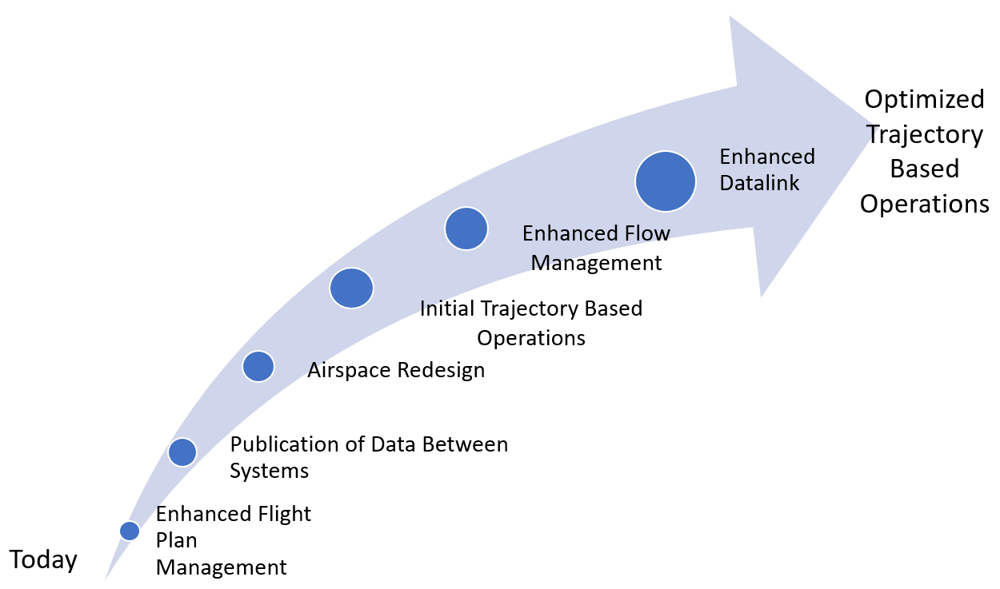 Optimized
Trajectory
Based
Operations
Enhanced
Datalink
Enhanced Flow
Management
Initial Trajectory Based
Operations
Airspace Redesign
Publication of Data Between
Systems
Enhanced Flight
Plan
Management
Today